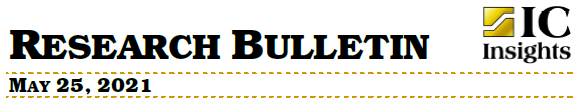 RESEARCH BULLETIN
IC
Insights
MAY 25, 2021